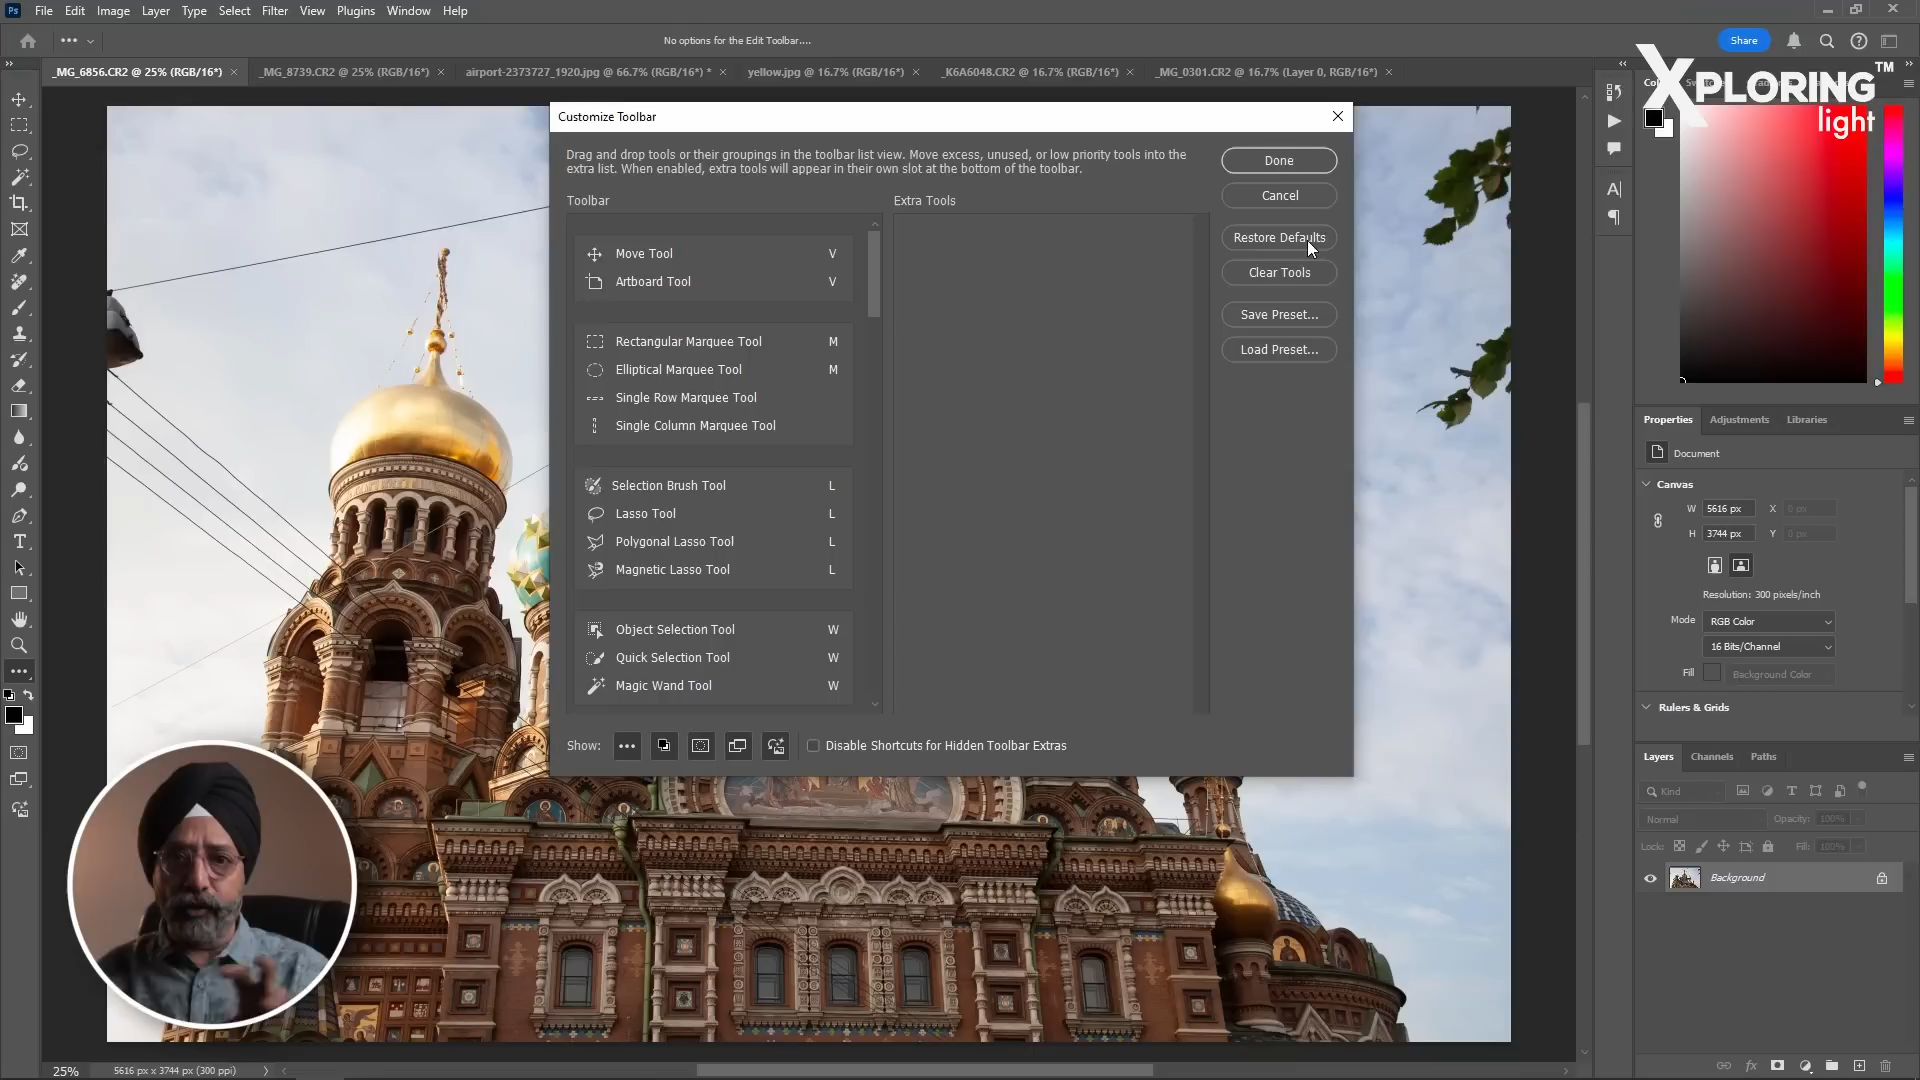 Ps File Edit Image Layer Type Select Filter View Plugins Window Help
No options for the Edit Toolbar....
Share
_MG_6856.CR2 @ 25% (RGB/16*)
_MG_8739.CR2 @ 25% (RGB/16*)
airport-2373727_1920.jpg @ 66.7% (RGB/16*) *
yellow.jpg @ 16.7% (RGB/16*)
_K6A6048.CR2 @ 16.7% (RGB/16*)
_MG_0301.CR2 @ 16.7% (Layer 0, RGB/16*)
XPLORING™
light
Customize Toolbar
Drag and drop tools or their groupings in the toolbar list view. Move excess, unused, or low priority tools into the
extra list. When enabled, extra tools will appear in their own slot at the bottom of the toolbar.
Toolbar
Extra Tools
Move Tool V
Artboard Tool V
Rectangular Marquee Tool M
Elliptical Marquee Tool M
Single Row Marquee Tool
Single Column Marquee Tool
Selection Brush Tool L
Lasso Tool L
Polygonal Lasso Tool L
Magnetic Lasso Tool L
Object Selection Tool W
Quick Selection Tool W
Magic Wand Tool W
Done
Cancel
Restore Defaults
Clear Tools
Save Preset...
Load Preset...
Show:
Disable Shortcuts for Hidden Toolbar Extras
Properties Adjustments Libraries
Document
Canvas
W 5616 px X 0 px
H 3744 px Y 0 px
Resolution: 300 pixels/inch
Mode RGB Color
16 Bits/Channel
Fill Background Color
Rulers & Grids
Layers Channels Paths
Kind
Normal Opacity: 100%
Lock: Fill: 100%
Background
25% 5616 px x 3744 px (300 ppi)